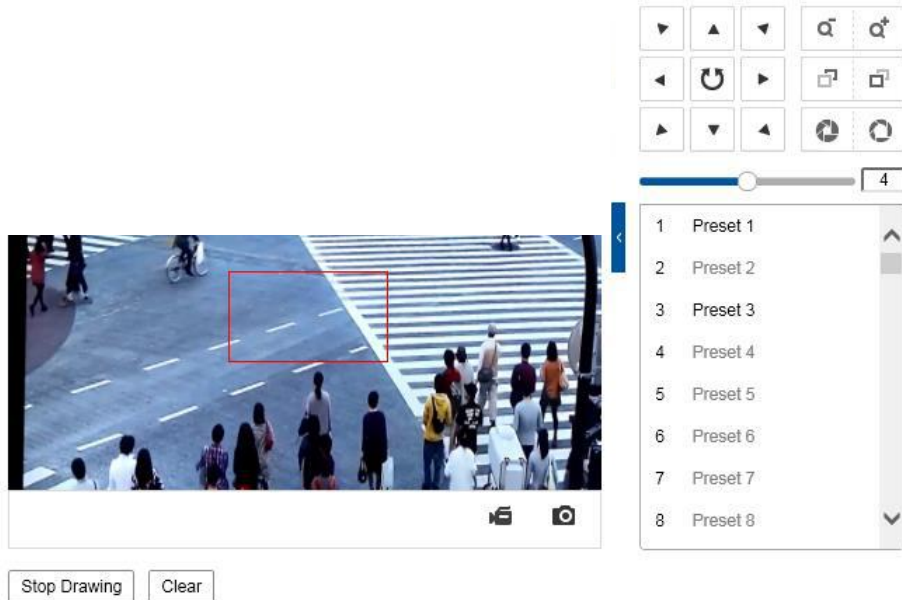 4
1 Preset 1
2 Preset 2
3 Preset 3
4 Preset 4
5 Preset 5
6 Preset 6
7 Preset 7
8 Preset 8
Stop Drawing Clear